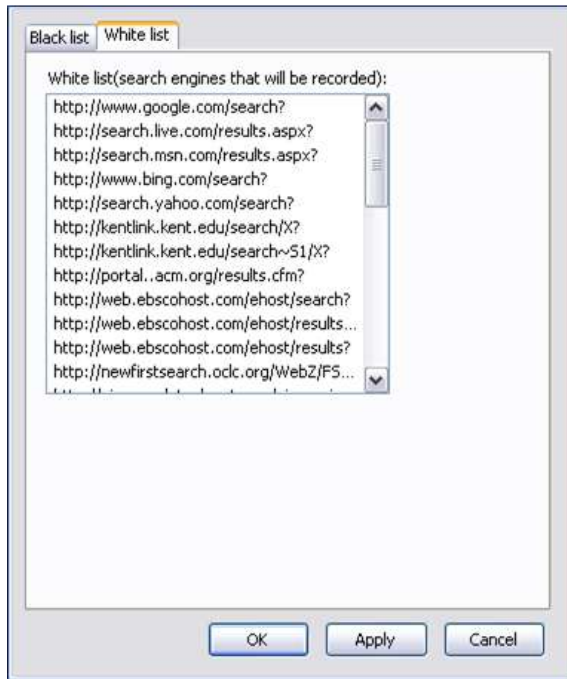 Black list White list
White list(search engines that will be recorded):
http://www.google.com/search?
http://search.live.com/results.aspx?
http://search.msn.com/results.aspx?
http://www.bing.com/search?
http://search.yahoo.com/search?
http://kentlink.kent.edu/search/X?
http://kentlink.kent.edu/search~S1/X?
http://portal..acm.org/results.cfm?
http://web.ebscohost.com/ehost/search?
http://web.ebscohost.com/ehost/results...
http://web.ebscohost.com/ehost/results?
http://newfirstsearch.oclc.org/WebZ/FS...
OK Apply Cancel